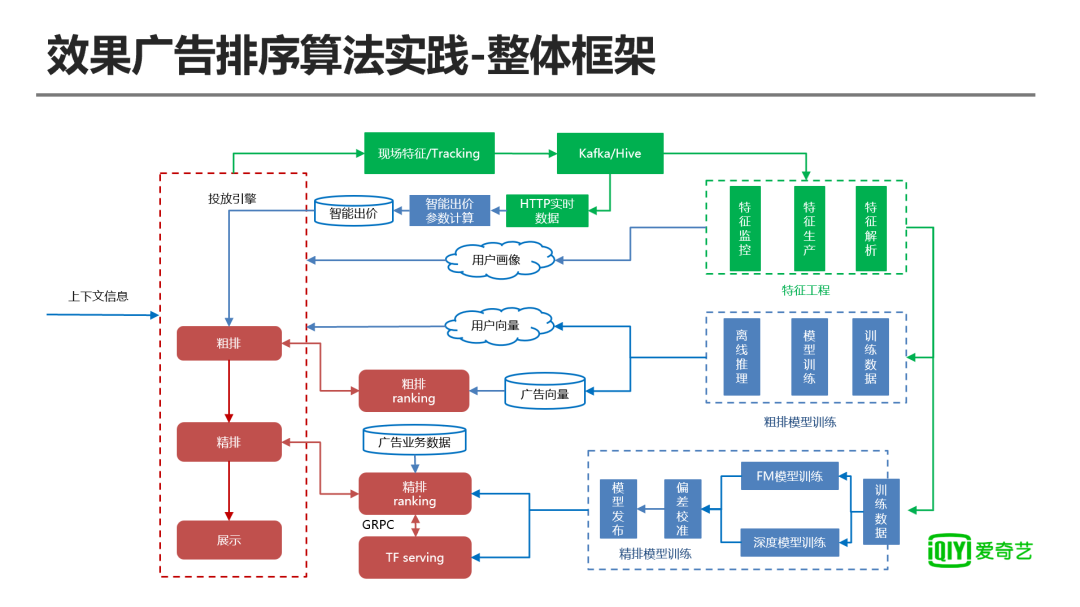 效果广告排序算法实践-整体框架
现场特征/Tracking
Kafka/Hive
投放引擎
智能出价
智能出价
参数计算
HTTP实时
数据
特征监控
特征生产
特征解析
特征工程
用户画像
上下文信息
用户向量
粗排
粗排
ranking
广告向量
离线推理
模型训练
训练数据
粗排模型训练
精排
广告业务数据
精排
ranking
GRPC
TF serving
展示
模型发布
偏差校准
FM模型训练
深度模型训练
训练数据
精排模型训练
iQIYI 爱奇艺